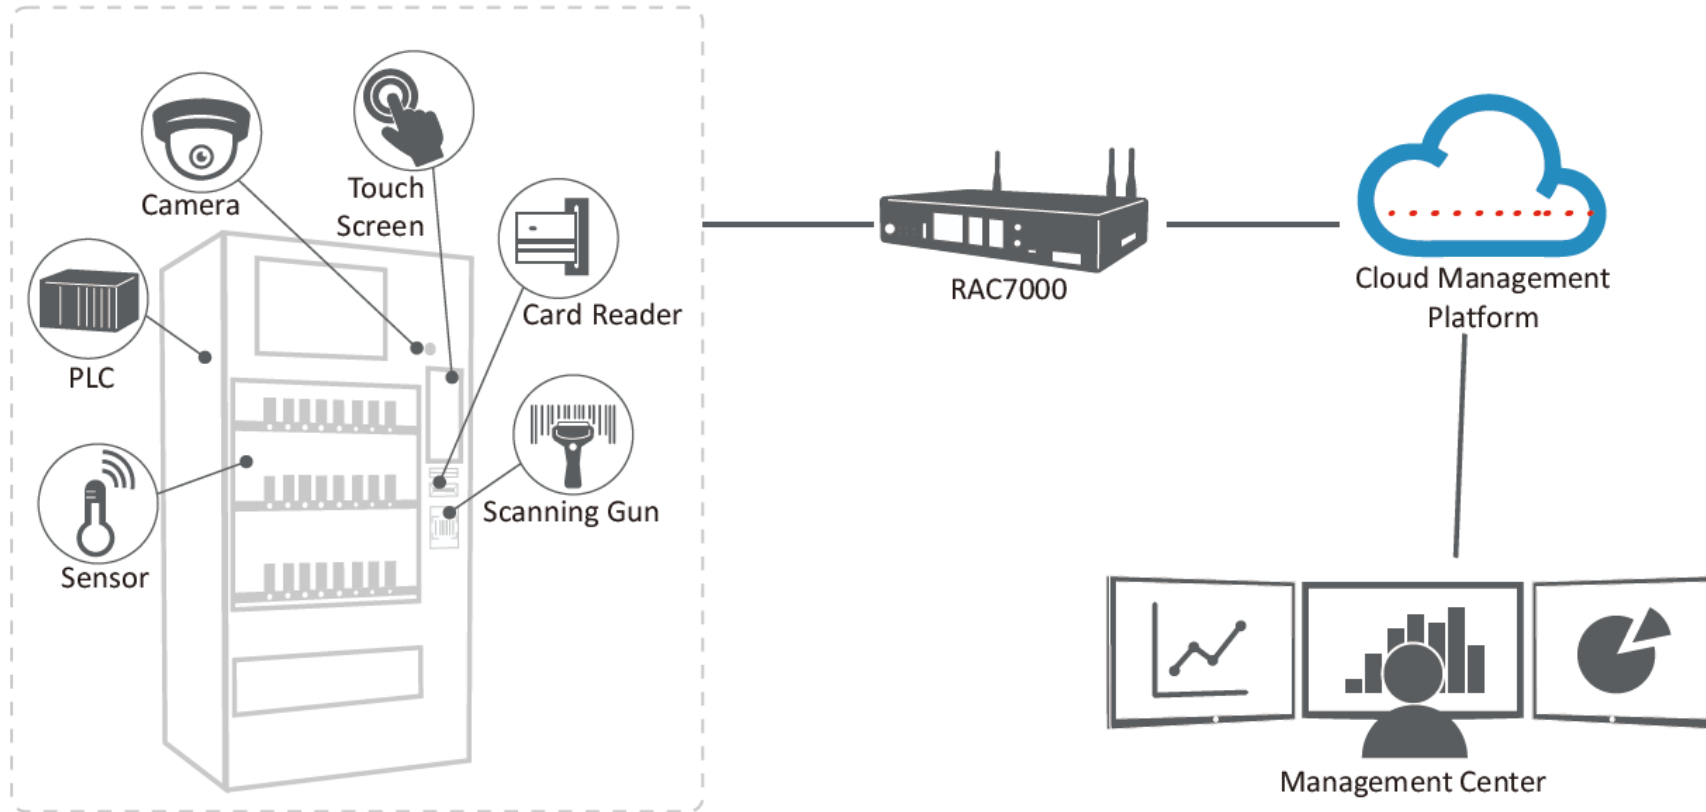 Camera
Touch
Screen
Card Reader
PLC
Scanning Gun
Sensor
RAC7000
Cloud Management
Platform
Management Center